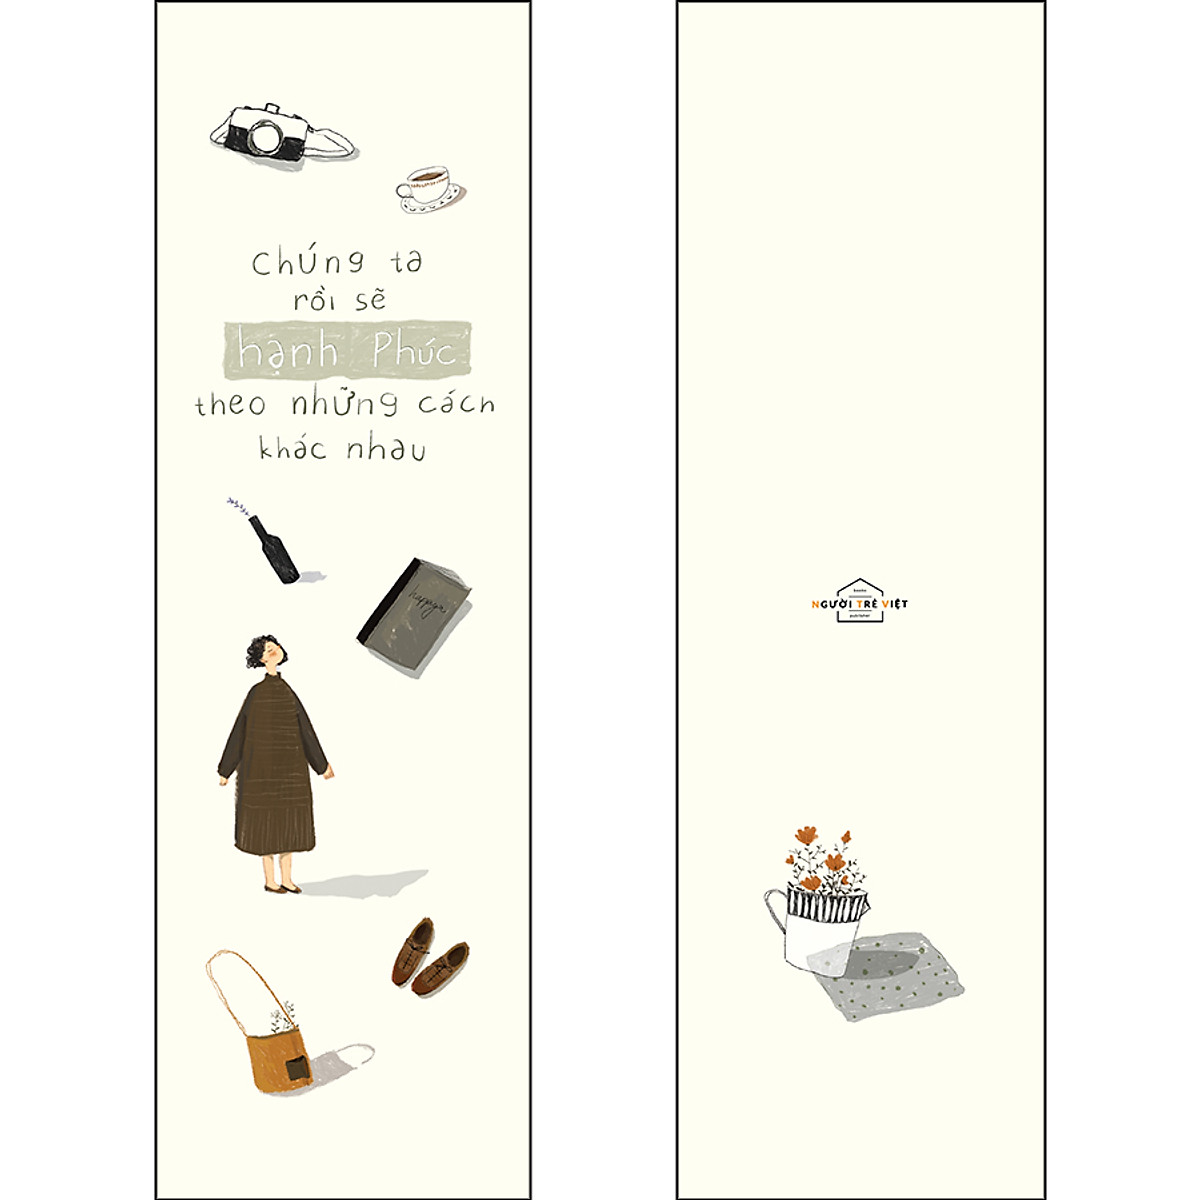 Chúng ta
rồi sẽ
hạnh Phúc
theo những cách
khác nhau
happy
books
NGƯỜI TRẺ VIỆT
publisher